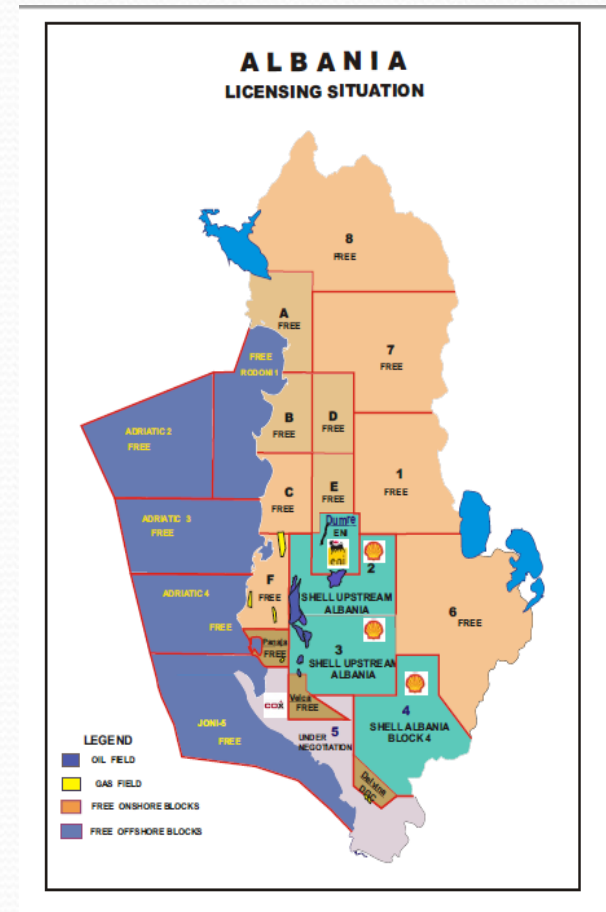 ALBANIA
LICENSING SITUATION
8
FREE
A
FREE
7
FREE
FREE
RODONI 1
ADRIATIC 2
FREE
B
FREE
D
FREE
1
FREE
C
FREE
E
FREE
ADRIATIC 3
FREE
Dumre
ENI
eni
2
SHELL UPSTREAM
ALBANIA
F
FREE
ADRIATIC 4
FREE
6
FREE
Panaja
FREE
3
SHELL UPSTREAM
ALBANIA
Velca
FREE
4
SHELL ALBANIA
BLOCK 4
JONI-5
FREE
5
UNDER
NEGOTIATION
Delvina
LEGEND
OIL FIELD
GAS FIELD
FREE ONSHORE BLOCKS
FREE OFFSHORE BLOCKS